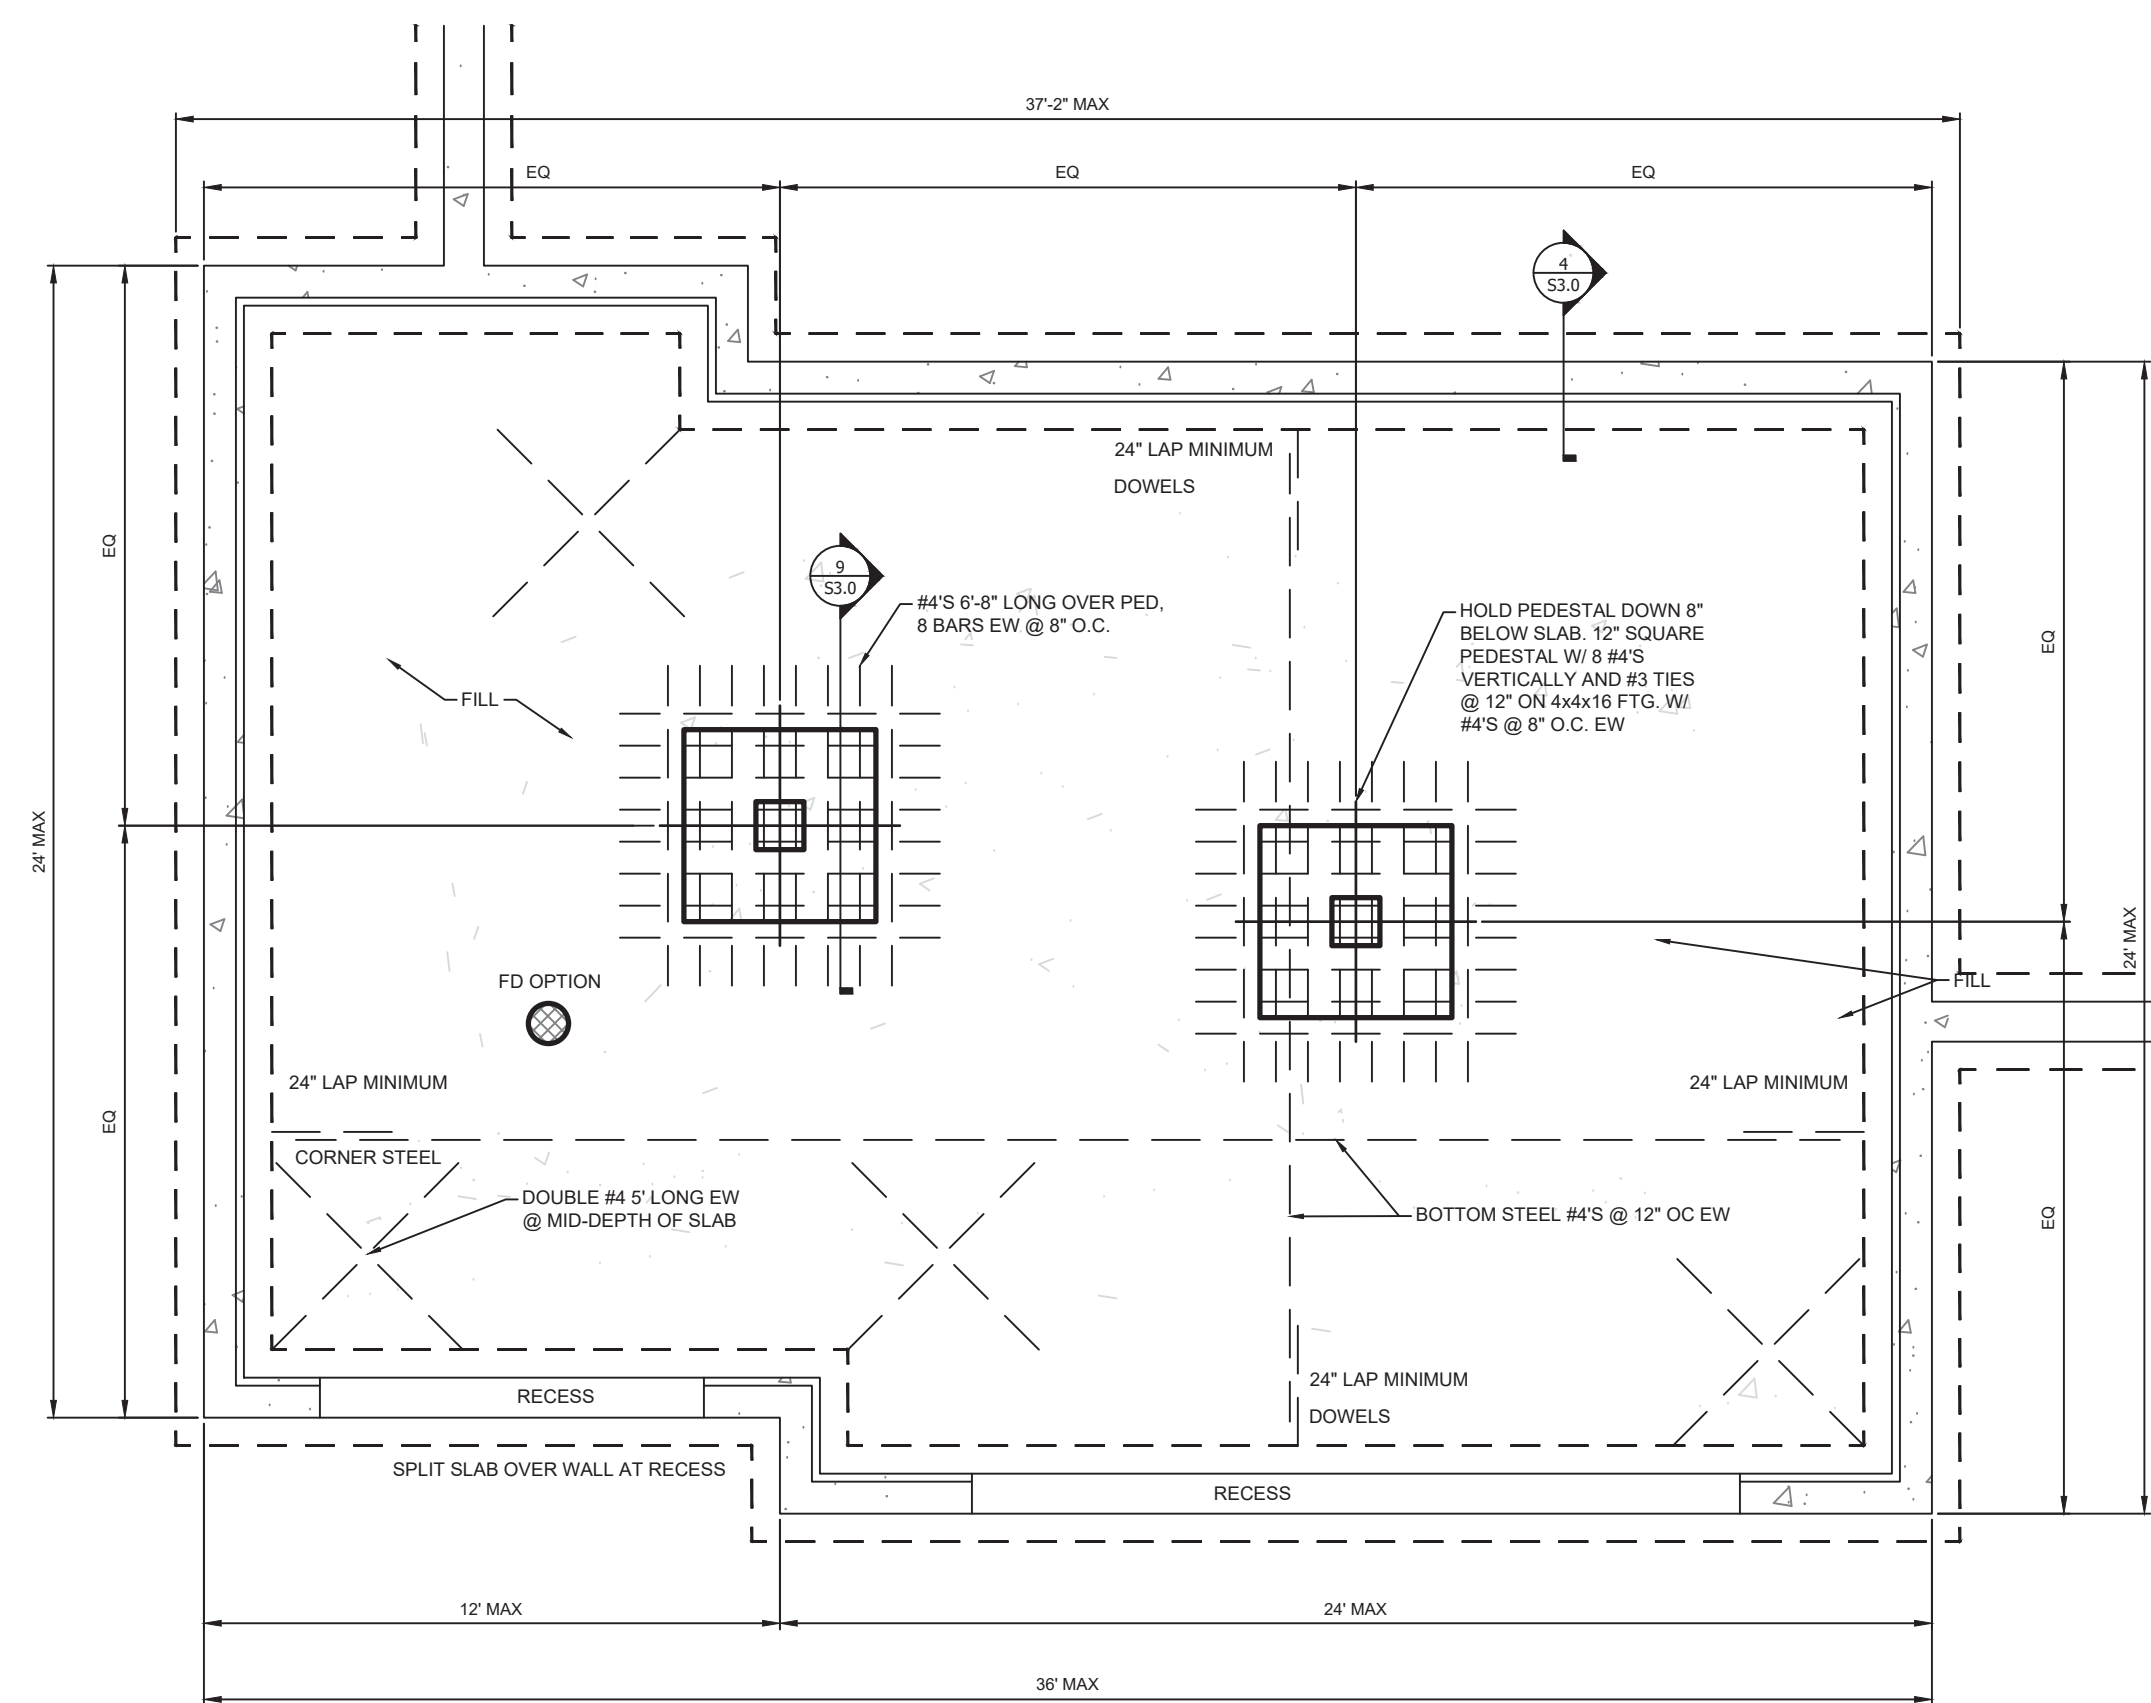 37'-2" MAX
EQ
EQ
EQ
4
S3.0
24" LAP MINIMUM
DOWELS
9
S3.0
#4'S 6'-8" LONG OVER PED,
8 BARS EW @ 8" O.C.
HOLD PEDESTAL DOWN 8"
BELOW SLAB. 12" SQUARE
PEDESTAL W/ 8 #4'S
VERTICALLY AND #3 TIES
@ 12" ON 4x4x16 FTG. W/
#4'S @ 8" O.C. EW
EQ
EQ
FILL
24' MAX
24' MAX
FD OPTION
FILL
24" LAP MINIMUM
24" LAP MINIMUM
EQ
EQ
CORNER STEEL
DOUBLE #4 5' LONG EW
@ MID-DEPTH OF SLAB
BOTTOM STEEL #4'S @ 12" OC EW
24" LAP MINIMUM
DOWELS
RECESS
SPLIT SLAB OVER WALL AT RECESS
RECESS
12' MAX
24' MAX
36' MAX